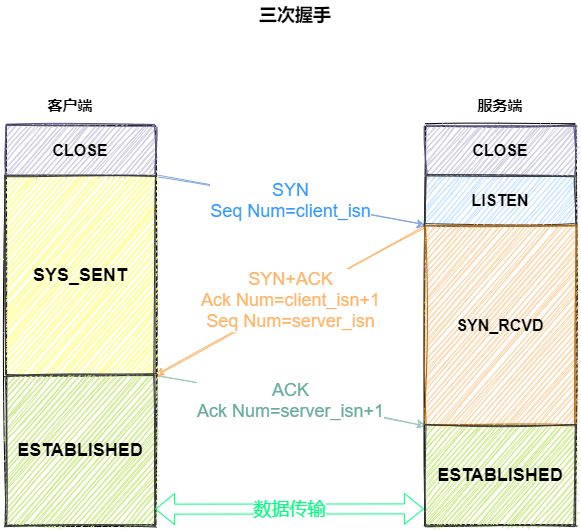 三次握手
客户端
服务端
CLOSE
CLOSE
SYN
Seq Num=client_isn
LISTEN
SYS_SENT
SYN+ACK
Ack Num=client_isn+1
Seq Num=server_isn
SYN_RCVD
ACK
Ack Num=server_isn+1
ESTABLISHED
ESTABLISHED
数据传输